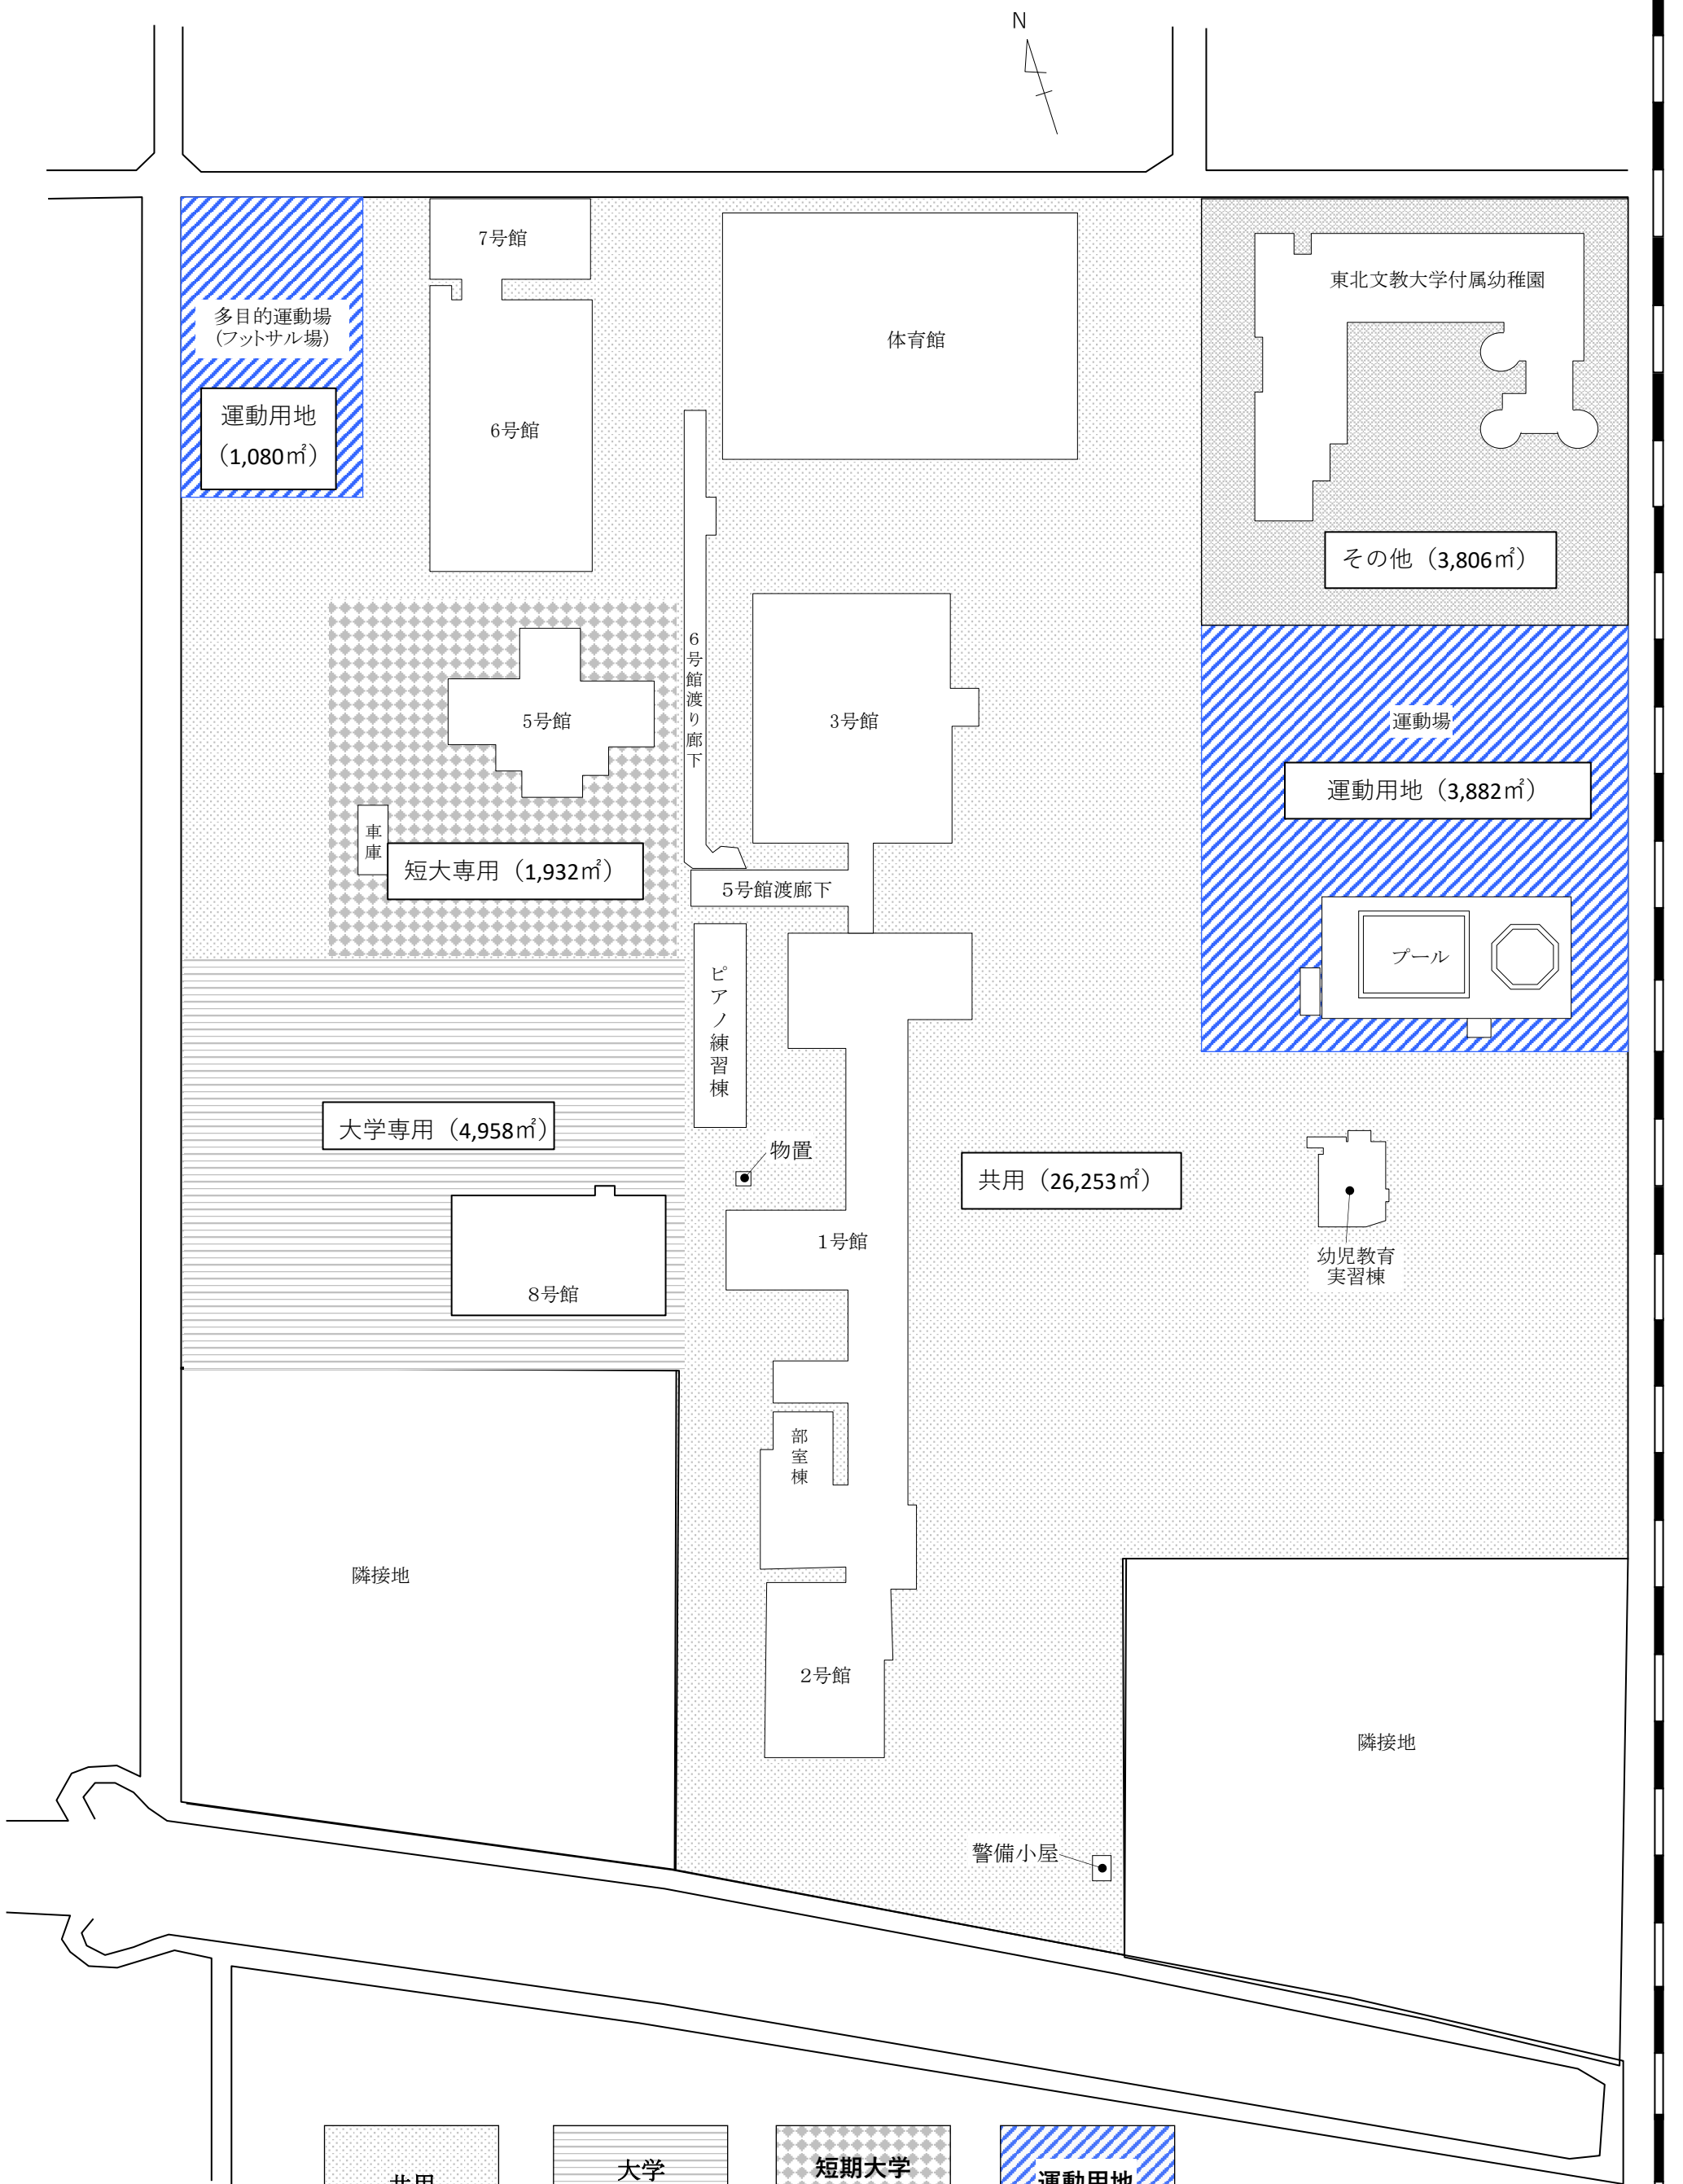 N
7号館
多目的運動場
(フットサル場)
運動用地
(1,080㎡)
6号館
体育館
東北文教大学付属幼稚園
その他（3,806㎡）
6号館渡り廊下
5号館
3号館
運動場
運動用地（3,882㎡）
車庫
短大専用（1,932㎡）
5号館渡廊下
プール
ピアノ練習棟
大学専用（4,958㎡）
物置
共用（26,253㎡）
1号館
幼児教育
実習棟
8号館
部室棟
隣接地
2号館
隣接地
警備小屋
共用
大学
短期大学
運動用地